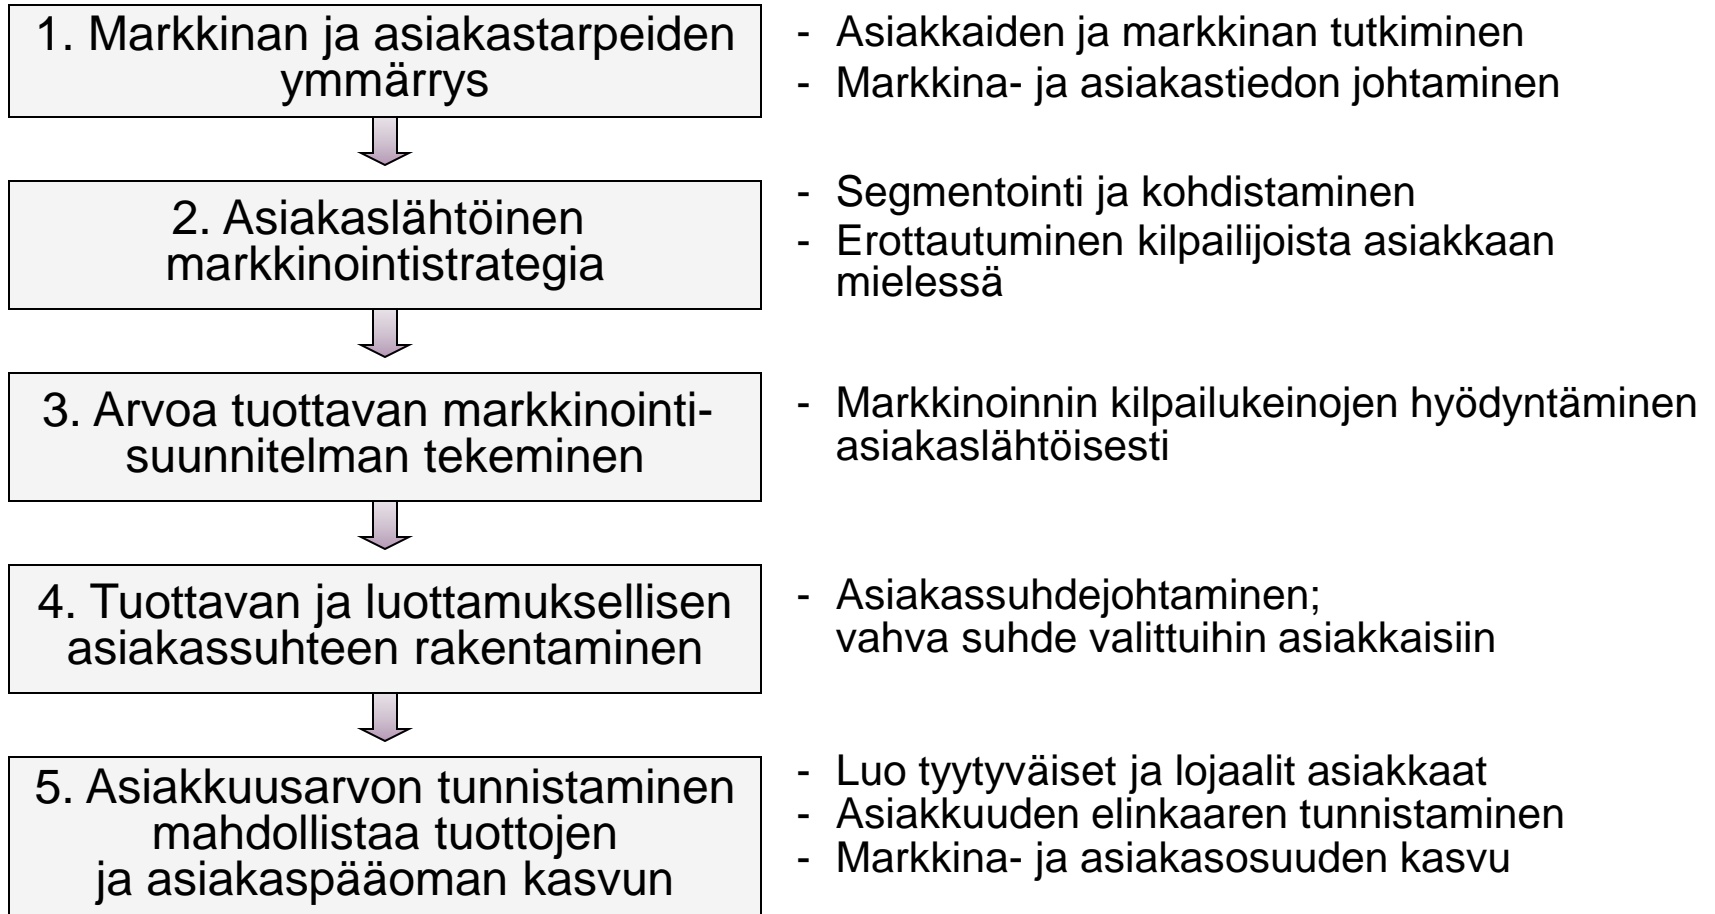 1. Markkinan ja asiakastarpeiden
ymmärrys
- Asiakkaiden ja markkinan tutkiminen
- Markkina- ja asiakastiedon johtaminen
2. Asiakaslähtöinen
markkinointistrategia
- Segmentointi ja kohdistaminen
- Erottautuminen kilpailijoista asiakkaan
mielessä
3. Arvoa tuottavan markkinointi-
suunnitelman tekeminen
- Markkinoinnin kilpailukeinojen hyödyntäminen
asiakaslähtöisesti
4. Tuottavan ja luottamuksellisen
asiakassuhteen rakentaminen
- Asiakassuhdejohtaminen;
vahva suhde valittuihin asiakkaisiin
5. Asiakkuusarvon tunnistaminen
mahdollistaa tuottojen
ja asiakaspääoman kasvun
- Luo tyytyväiset ja lojaalit asiakkaat
- Asiakkuuden elinkaaren tunnistaminen
- Markkina- ja asiakasosuuden kasvu